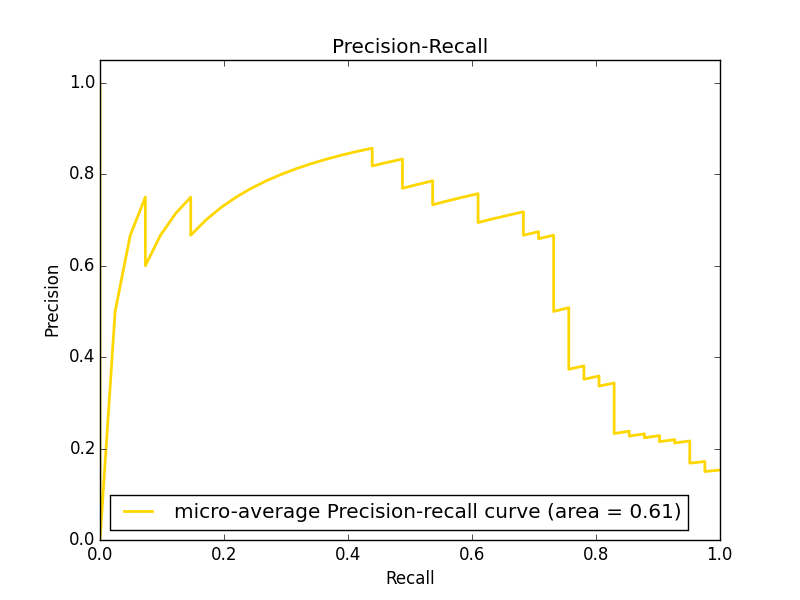 Precision-Recall
1.0
0.8
0.6
0.4
0.2
0.0
Precision
micro-average Precision-recall curve (area = 0.61)
0.0 0.2 0.4 0.6 0.8 1.0
Recall